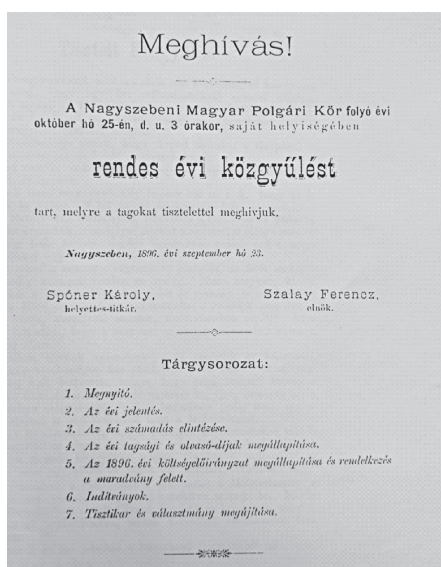 Meghívás!
A Nagyszebeni Magyar Polgári Kör folyó évi
október hó 25-én, d. u. 3 órakor, saját helyiségében
rendes évi közgyűlést
tart, melyre a tagokat tisztelettel meghivjuk.
Nagyszeben, 1896. évi szeptember hó 23.
Spóner Károly,
helyettes-titkár.
Szalay Ferencz,
elnök.
Tárgysorozat:
1. Megnyitó.
2. Az évi jelentés.
3. Az évi számadás elintézése.
4. Az évi tagsági és olvasó-díjak megállapítása.
5. Az 1896. évi költségelőirányzat megállapítása és rendelkezés
a maradvány felett.
6. Indítványok.
7. Tisztikar és választmány megújítása.